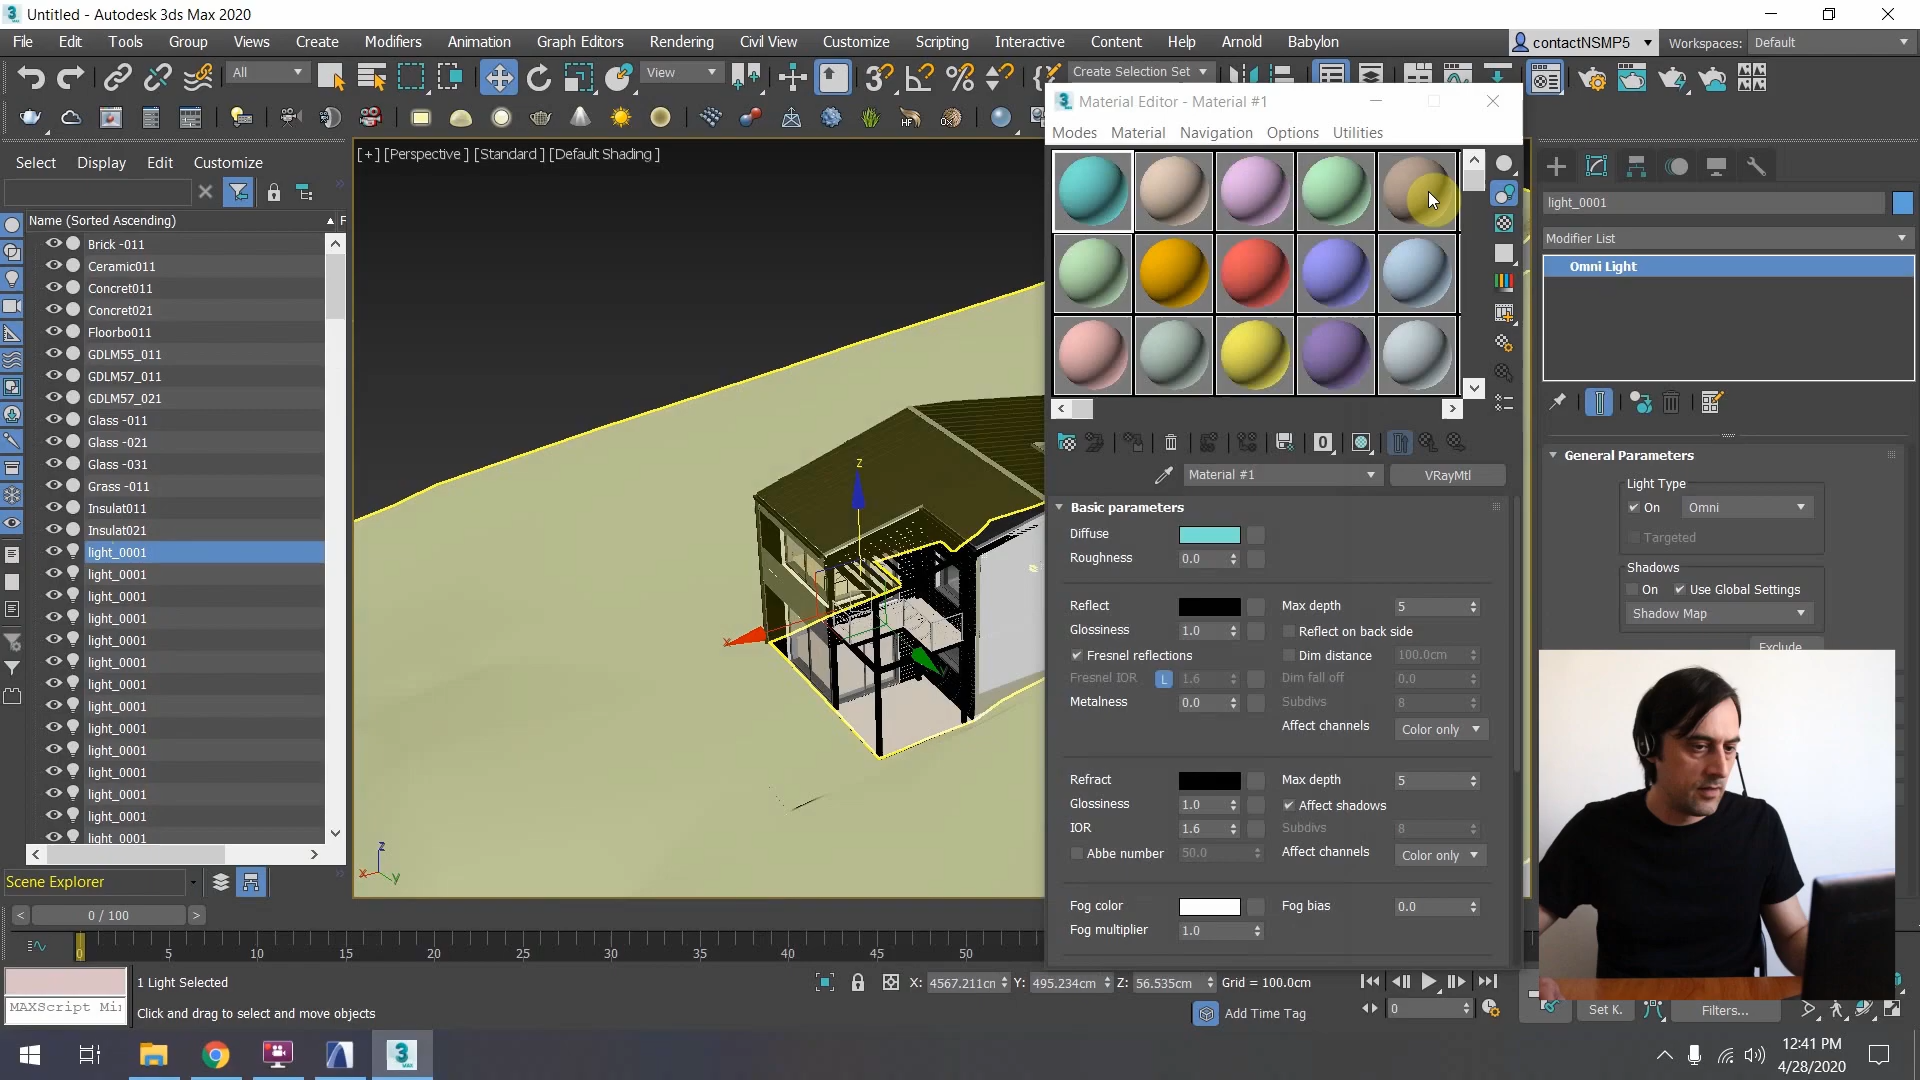 Untitled - Autodesk 3ds Max 2020
File Edit Tools Group Views Create Modifiers Animation Graph Editors Rendering Civil View Customize Scripting Interactive Content Help Arnold Babylon
contactNSMP5 Workspaces: Default
All View Create Selection Set
Material Editor - Material #1
Modes Material Navigation Options Utilities
[ + ] [Perspective ] [Standard ] [Default Shading ]
Select Display Edit Customize
Name (Sorted Ascending) F
Brick -011
Ceramic011
Concret011
Concret021
Floorbo011
GDLM55_011
GDLM57_011
GDLM57_021
Glass -011
Glass -021
Glass -031
Grass -011
Insulat011
Insulat021
light_0001
light_0001
light_0001
light_0001
light_0001
light_0001
light_0001
light_0001
light_0001
light_0001
light_0001
light_0001
light_0001
light_0001
Scene Explorer
z
x
z
x
y
0
Material #1 VRayMtl
Basic parameters
Diffuse
Roughness 0.0
Reflect Max depth 5
Glossiness 1.0 Reflect on back side
Fresnel reflections Dim distance 100.0cm
Fresnel IOR L 1.6 Dim fall off 0.0
Metalness 0.0 Subdivs 8
Affect channels Color only
Refract Max depth 5
Glossiness 1.0 Affect shadows
IOR 1.6 Subdivs 8
Abbe number 50.0 Affect channels Color only
Fog color Fog bias 0.0
Fog multiplier 1.0
light_0001
Modifier List
Omni Light
General Parameters
Light Type
On Omni
Targeted
Shadows
On Use Global Settings
Shadow Map
Exclude
0 / 100
0 5 10 15 20 25 30 35 40 45 50
1 Light Selected
X: 4567.211cm Y: 495.234cm Z: 56.535cm Grid = 100.0cm
MAXScript Mi
Click and drag to select and move objects
Add Time Tag
0
Set K. Filters...
12:41 PM
4/28/2020